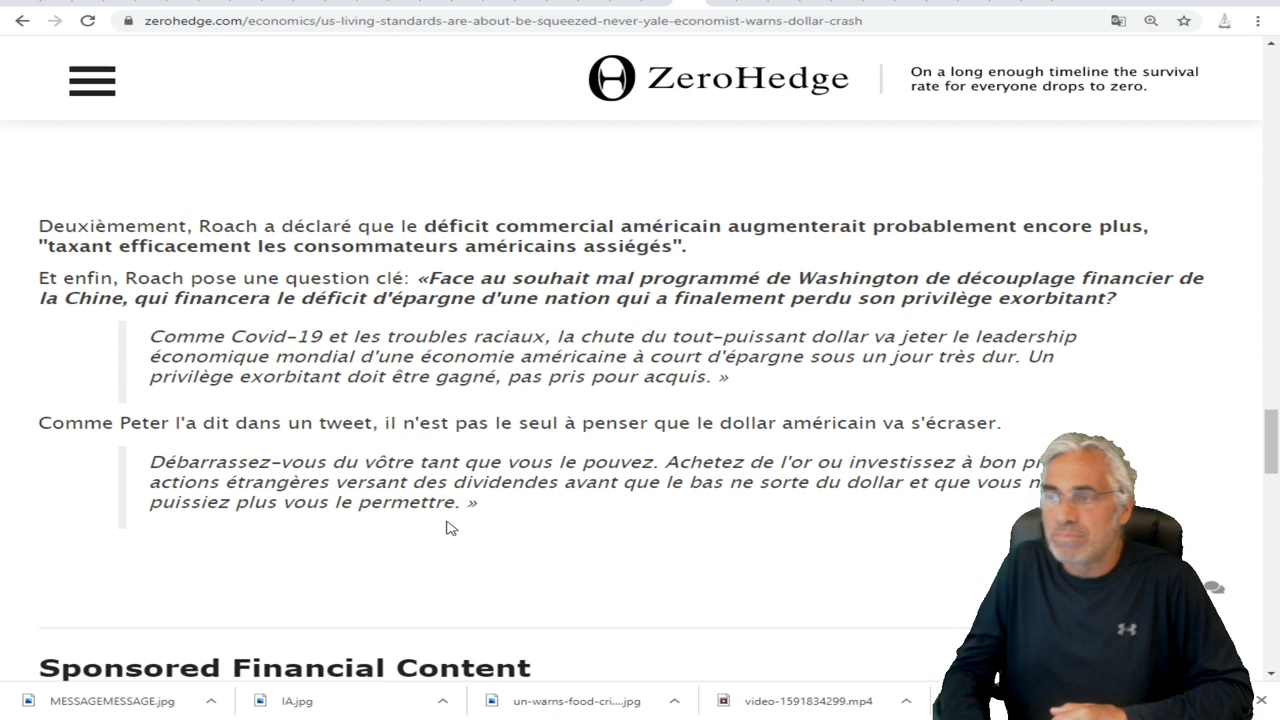 zerohedge.com/economics/us-living-standards-are-about-be-squeezed-never-yale-economist-warns-dollar-crash
ZeroHedge
On a long enough timeline the survival
rate for everyone drops to zero.
Deuxièmement, Roach a déclaré que le déficit commercial américain augmenterait probablement encore plus,
"taxant efficacement les consommateurs américains assiégés".
Et enfin, Roach pose une question clé: «Face au souhait mal programmé de Washington de découplage financier de
la Chine, qui financera le déficit d'épargne d'une nation qui a finalement perdu son privilège exorbitant?
Comme Covid-19 et les troubles raciaux, la chute du tout-puissant dollar va jeter le leadership
économique mondial d'une économie américaine à court d'épargne sous un jour très dur. Un
privilège exorbitant doit être gagné, pas pris pour acquis. »
Comme Peter l'a dit dans un tweet, il n'est pas le seul à penser que le dollar américain va s'écraser.
Débarrassez-vous du vôtre tant que vous le pouvez. Achetez de l'or ou investissez à bon
actions étrangères versant des dividendes avant que le bas ne sorte du dollar et que vous
puissiez plus vous le permettre. »
Sponsored Financial Content
MESSAGEMESSAGE.jpg
IA.jpg
un-warns-food-cri....jpg
video-1591834299.mp4